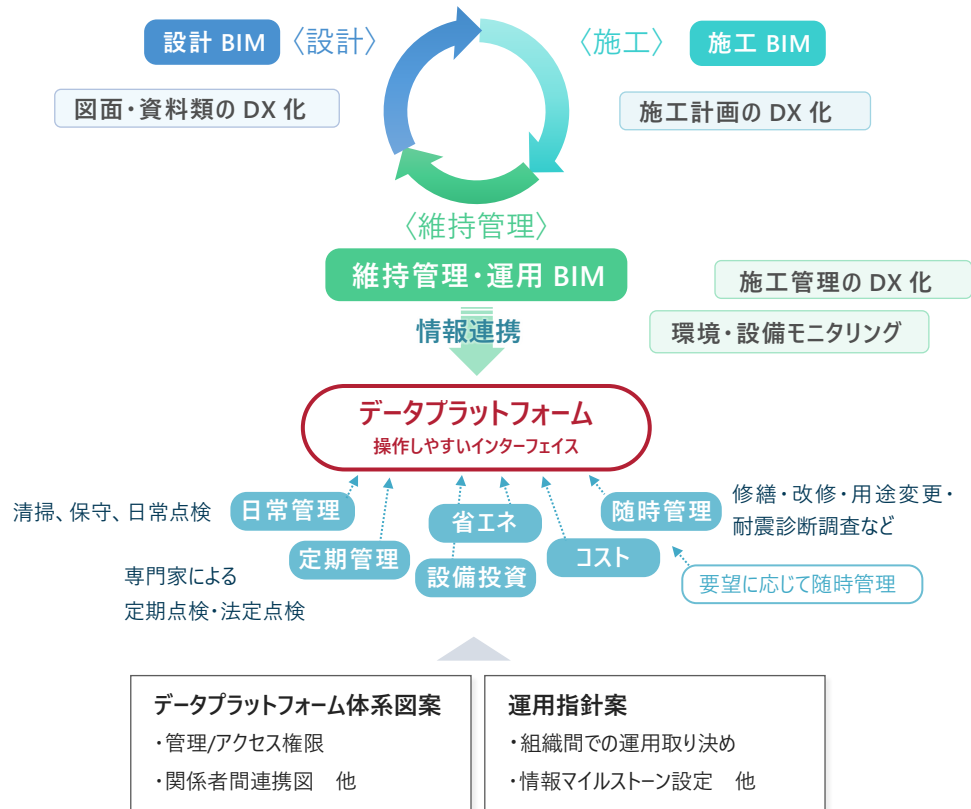 設計 BIM 〈設計〉
〈施工〉 施工 BIM
図面・資料類の DX 化
施工計画の DX 化
〈維持管理〉
維持管理・運用 BIM
施工管理の DX 化
情報連携
環境・設備モニタリング
データプラットフォーム
操作しやすいインターフェイス
清掃、保守、日常点検
日常管理
定期管理
専門家による
定期点検・法定点検
省エネ
設備投資
コスト
随時管理
修繕・改修・用途変更・
耐震診断調査など
要望に応じて随時管理
データプラットフォーム体系図案
・管理/アクセス権限
・関係者間連携図　他
運用指針案
・組織間での運用取り決め
・情報マイルストーン設定　他